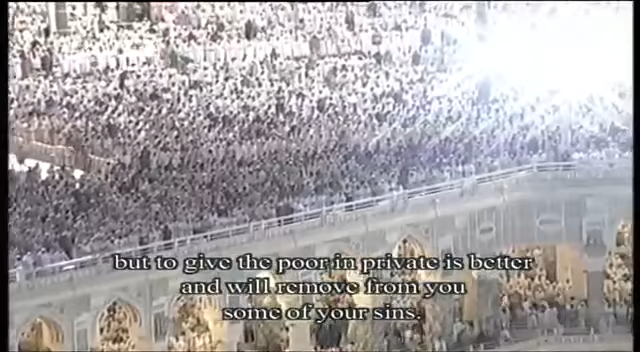 but to give the poor in private is better
and will remove from you
some of your sins.